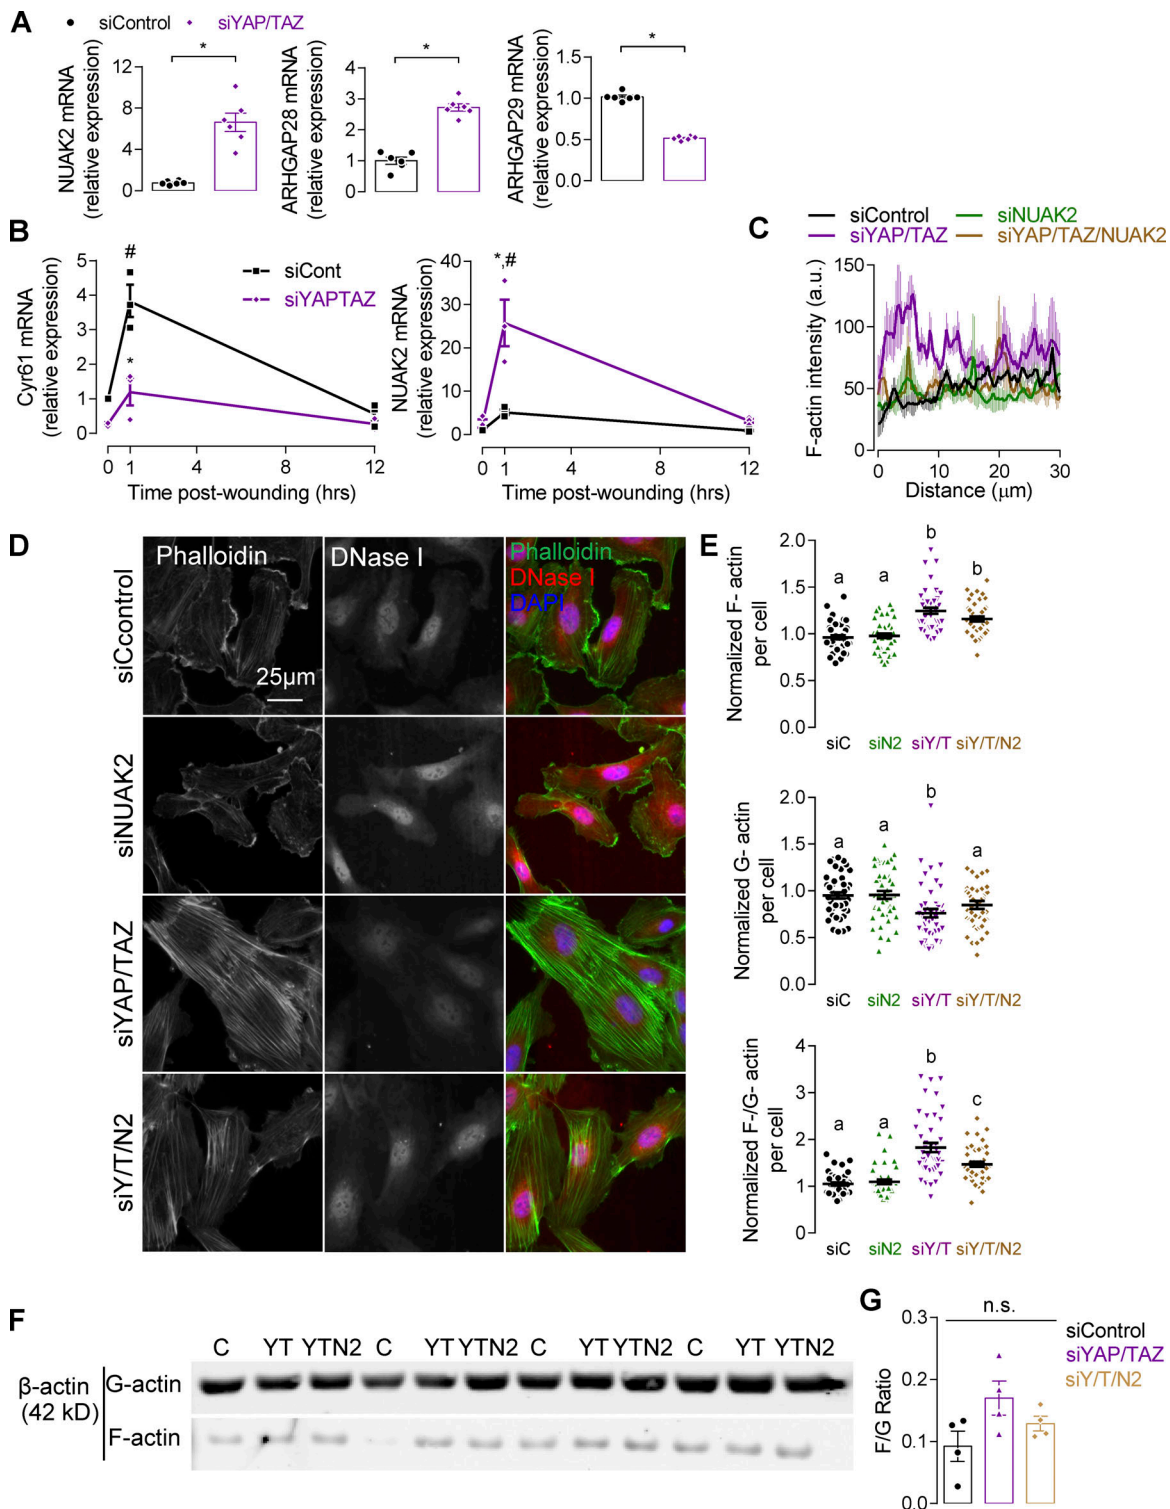 A
siControl siYAP/TAZ
NUAK2 mRNA
(relative expression)
12
8
4
0
*
ARHGAP28 mRNA
(relative expression)
4
3
2
1
0
*
ARHGAP29 mRNA
(relative expression)
1.5
1.0
0.5
0.0
*
B
Cyr61 mRNA
(relative expression)
5
4
3
2
1
0
#
*
siCont
siYAPTAZ
0 1 4 8 12
Time post-wounding (hrs)
NUAK2 mRNA
(relative expression)
40
30
20
10
0
*,#
0 1 4 8 12
Time post-wounding (hrs)
C
siControl siNUAK2
siYAP/TAZ siYAP/TAZ/NUAK2
F-actin intensity (a.u.)
150
100
50
0
0 10 20 30
Distance (μm)
D
Phalloidin DNase I Phalloidin
DNase I
DAPI
siControl
25μm
siNUAK2
siYAP/TAZ
siY/T/N2
E
Normalized F- actin
per cell
2.0
1.5
1.0
0.5
0.0
a a b b
siC siN2 siY/T siY/T/N2
Normalized G- actin
per cell
2.0
1.5
1.0
0.5
0.0
a a b a
siC siN2 siY/T siY/T/N2
Normalized F-/G- actin
per cell
4
3
2
1
0
a a b c
siC siN2 siY/T siY/T/N2
F
C YT YTN2 C YT YTN2 C YT YTN2 C YT YTN2
β-actin
(42 kD)
G-actin
F-actin
G
F/G Ratio
0.3
0.2
0.1
0.0
n.s.
siControl
siYAP/TAZ
siY/T/N2